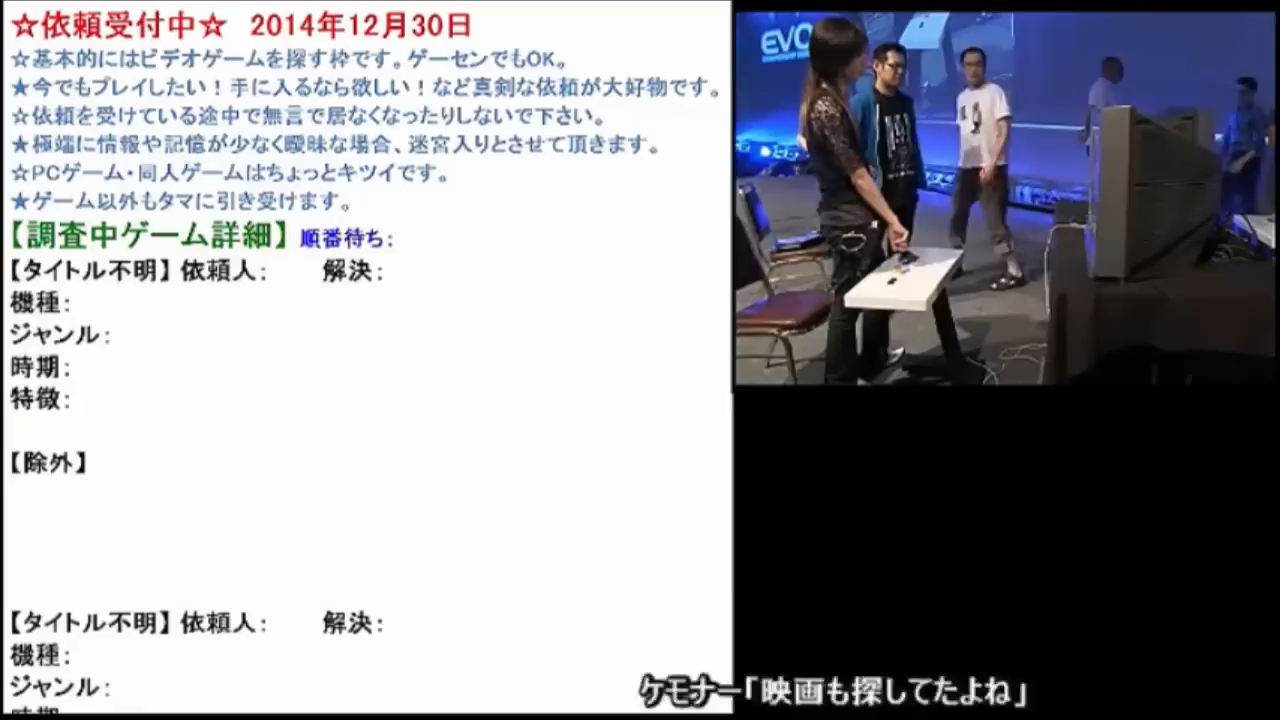 ☆依頼受付中☆ 2014年12月30日
☆基本的にはビデオゲームを探す枠です。ゲーセンでもOK。
★今でもプレイしたい！手に入るなら欲しい！など真剣な依頼が大好物です。
☆依頼を受けている途中で無言で居なくなったりしないで下さい。
★極端に情報や記憶が少なく曖昧な場合、迷宮入りとさせて頂きます。
☆PCゲーム・同人ゲームはちょっとキツイです。
★ゲーム以外もタマに引き受けます。
【調査中ゲーム詳細】 順番待ち：
【タイトル不明】 依頼人： 解決：
機種：
ジャンル：
時期：
特徴：
【除外】
【タイトル不明】 依頼人： 解決：
機種：
ジャンル：
EVO
ケモナー「映画も探してたよね」